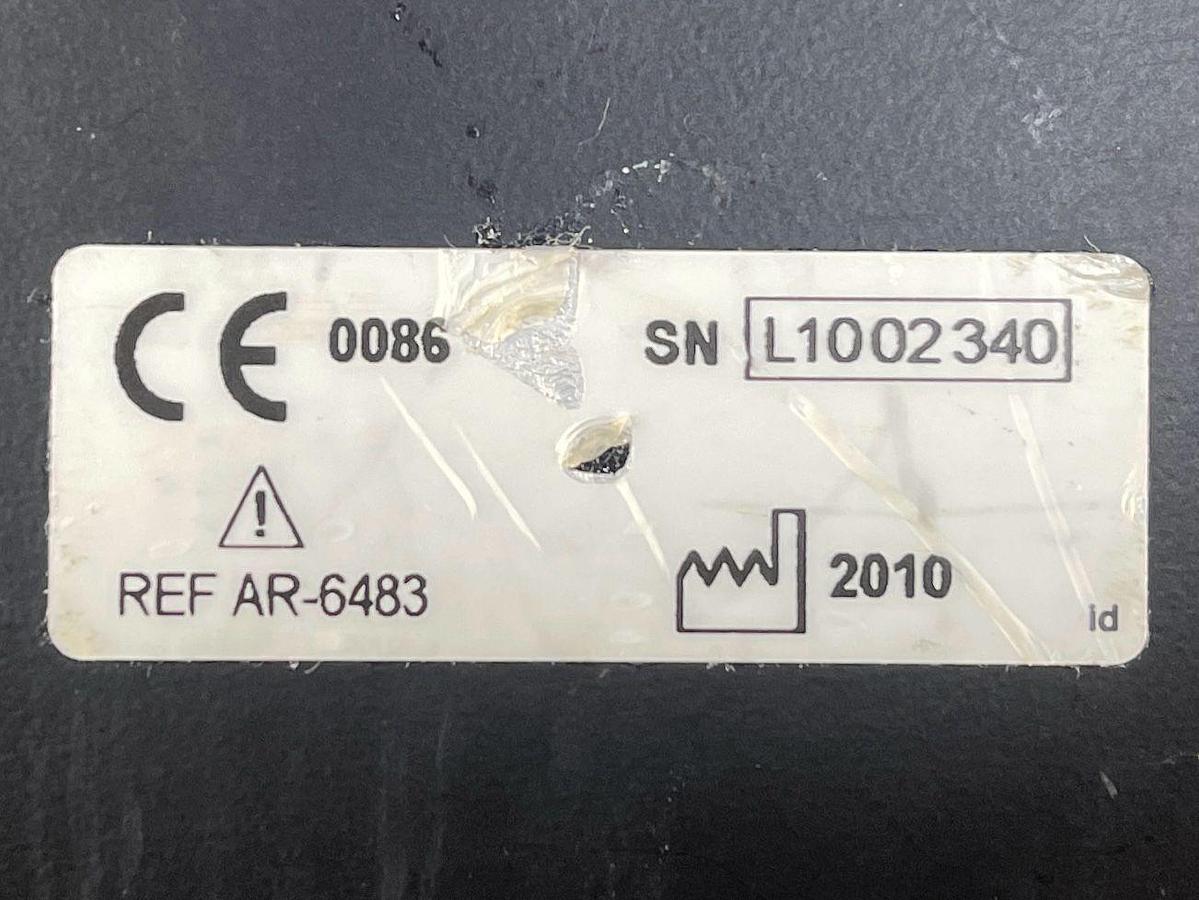 CE 0086
SN L1002340
REF AR-6483
2010
id